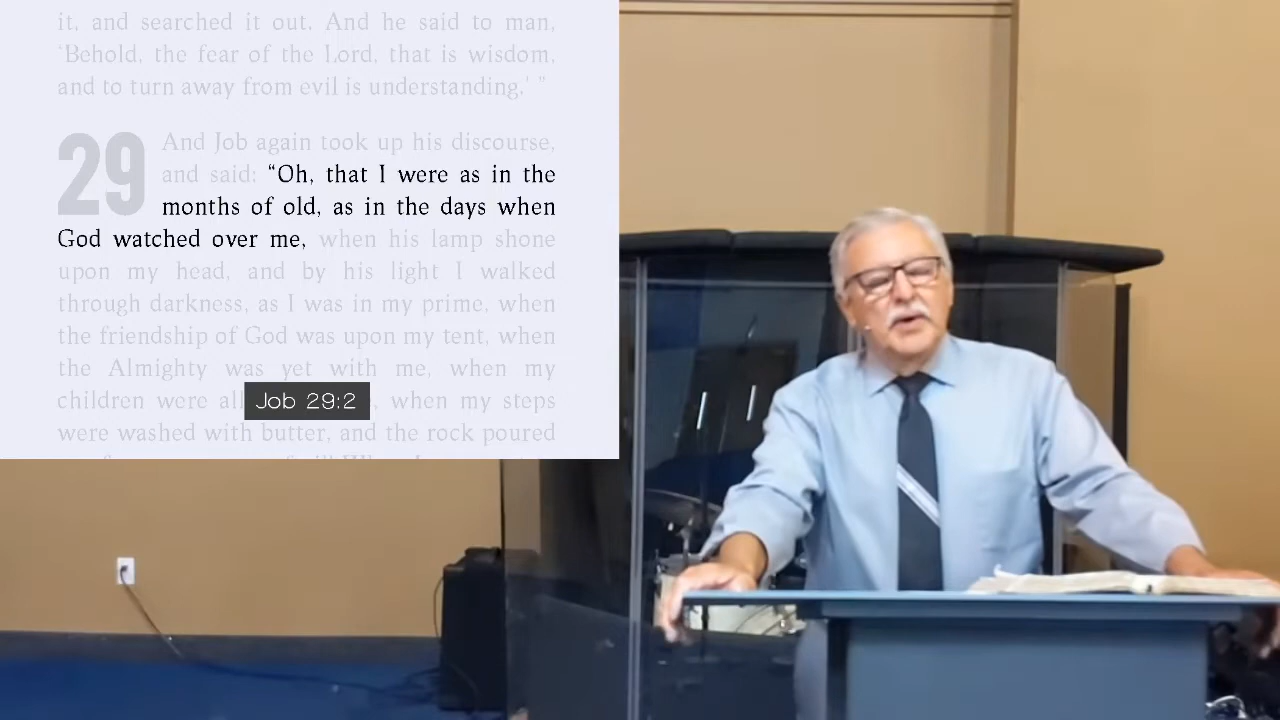 it, and searched it out. And he said to man,
‘Behold, the fear of the Lord, that is wisdom,
and to turn away from evil is understanding.’ ”
29 And Job again took up his discourse,
and said: “Oh, that I were as in the
months of old, as in the days when
God watched over me, when his lamp shone
upon my head, and by his light I walked
through darkness, as I was in my prime, when
the friendship of God was upon my tent, when
the Almighty was yet with me, when my
children were all , when my steps
Job 29:2
were washed with butter, and the rock poured